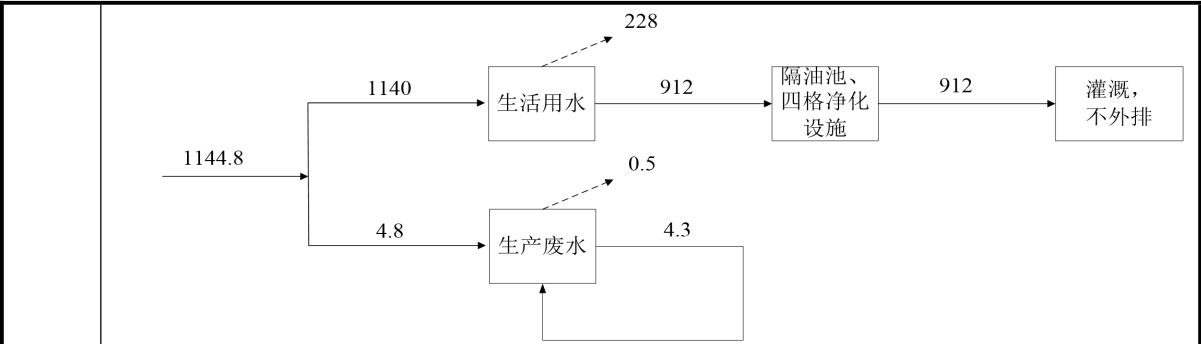 228
1140
生活用水
912
隔油池、
四格净化
设施
912
灌溉，
不外排
1144.8
0.5
4.8
生产废水
4.3